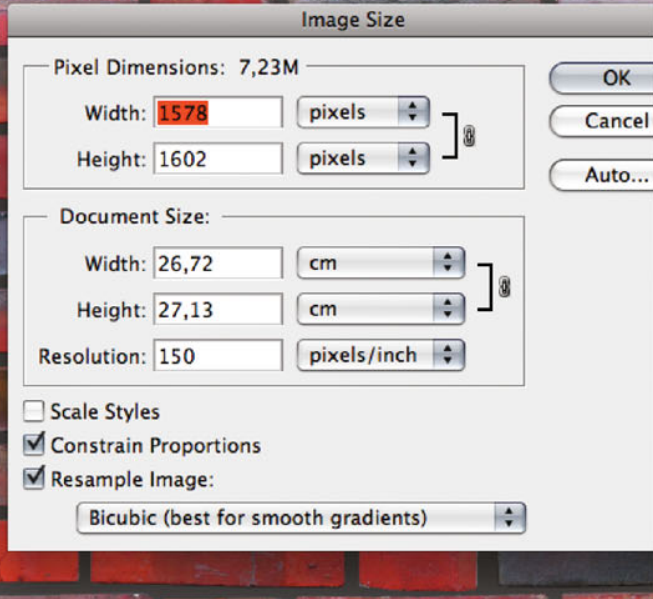 Image Size
Pixel Dimensions: 7,23M
Width: 1578 pixels
Height: 1602 pixels
Document Size:
Width: 26,72 cm
Height: 27,13 cm
Resolution: 150 pixels/inch
Scale Styles
Constrain Proportions
Resample Image:
Bicubic (best for smooth gradients)
OK
Cancel
Auto...